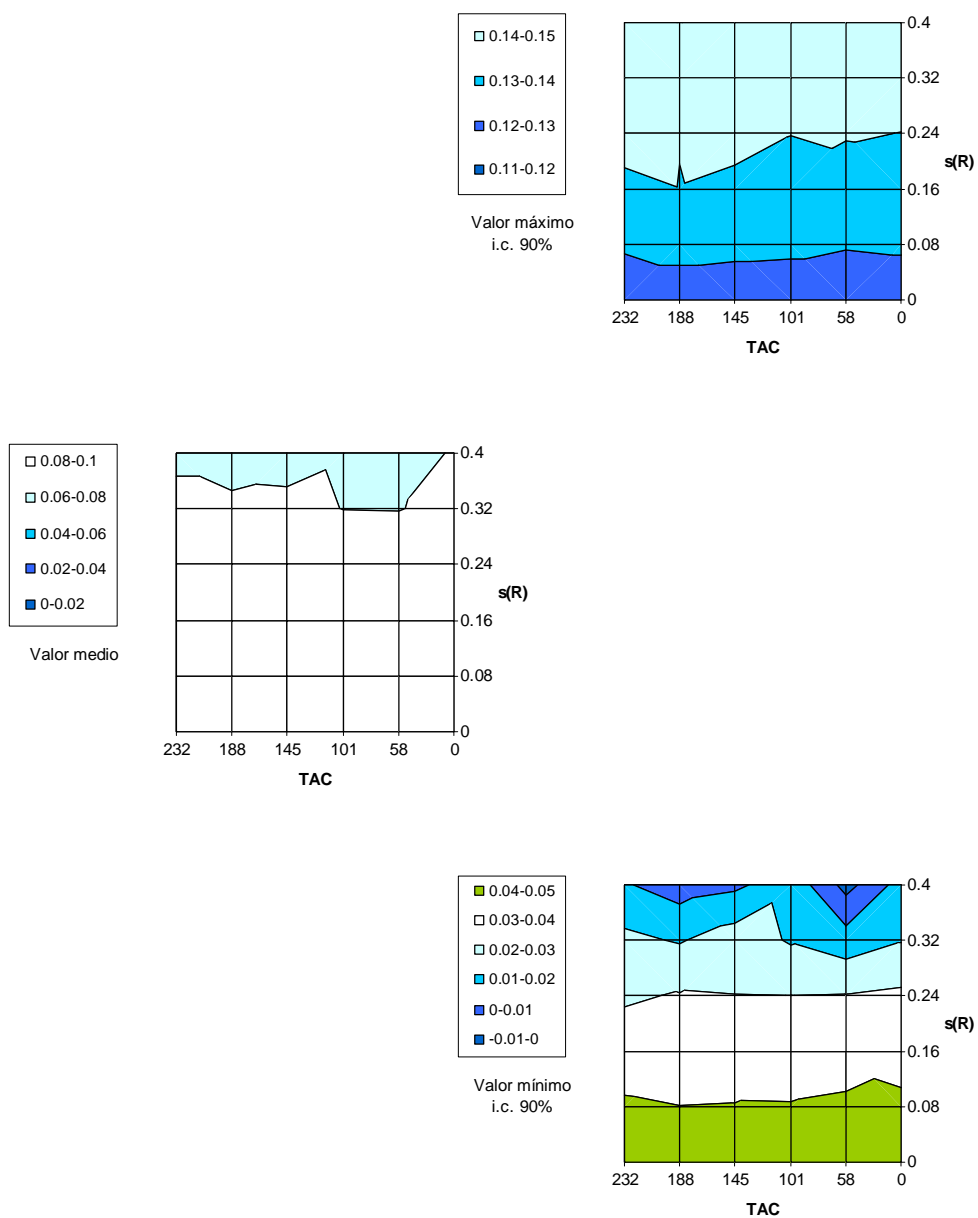 0.14-0.15
0.13-0.14
0.12-0.13
0.11-0.12
Valor máximo
i.c. 90%
0.4
0.32
0.24
s(R)
0.16
0.08
0
232 188 145 101 58 0
TAC
0.08-0.1
0.06-0.08
0.04-0.06
0.02-0.04
0-0.02
Valor medio
0.4
0.32
0.24
s(R)
0.16
0.08
0
232 188 145 101 58 0
TAC
0.04-0.05
0.03-0.04
0.02-0.03
0.01-0.02
0-0.01
-0.01-0
Valor mínimo
i.c. 90%
0.4
0.32
0.24
s(R)
0.16
0.08
0
232 188 145 101 58 0
TAC